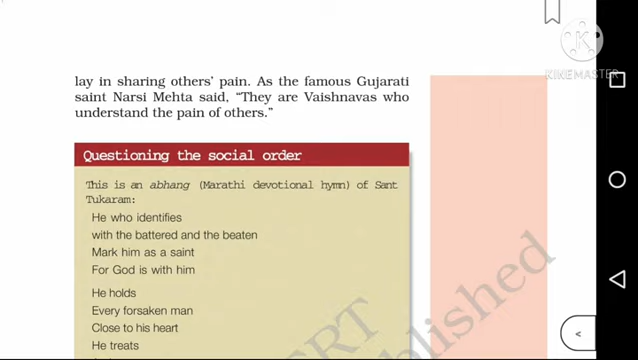 KINEMASTER
lay in sharing others' pain. As the famous Gujarati
saint Narsi Mehta said, "They are Vaishnavas who
understand the pain of others."
Questioning the social order
This is an abhang (Marathi devotional hymn) of Sant
Tukaram:
He who identifies
with the battered and the beaten
Mark him as a saint
For God is with him
He holds
Every forsaken man
Close to his heart
He treats